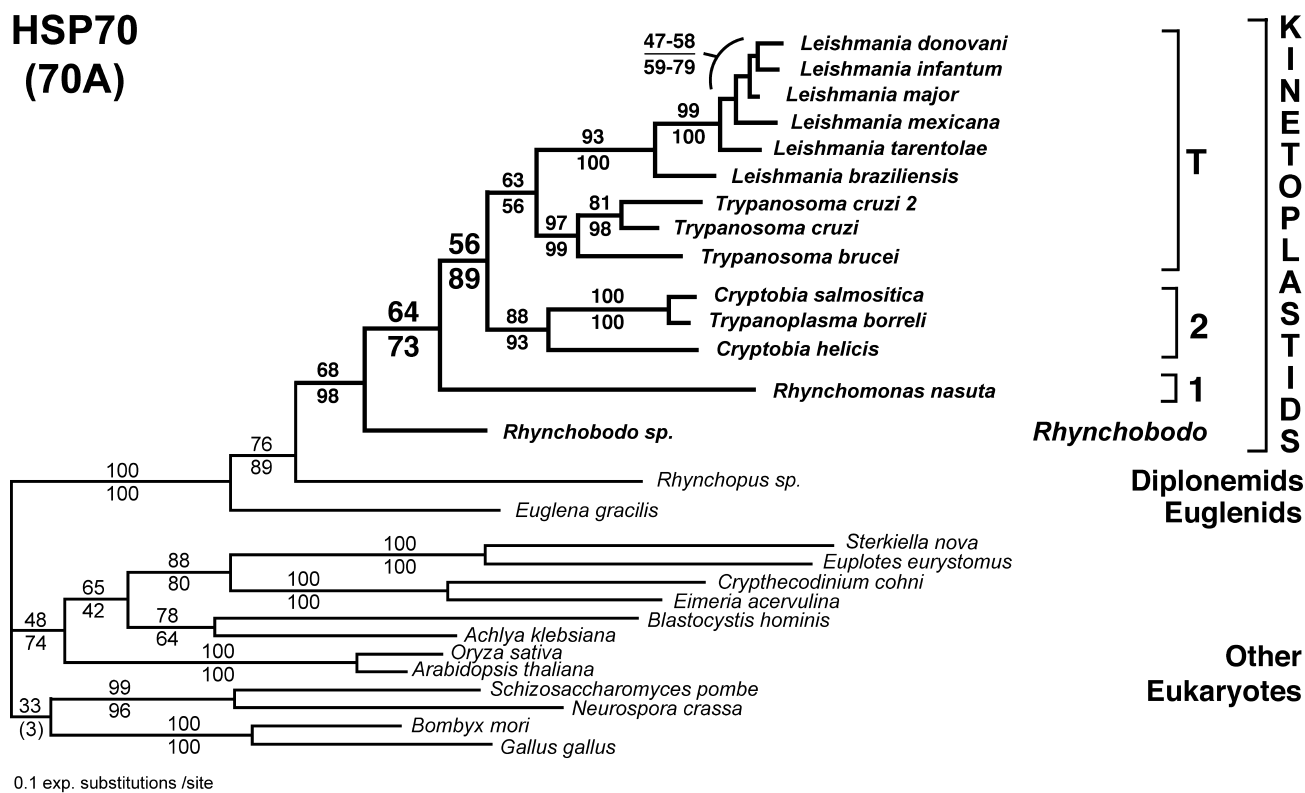 HSP70
(70A)
47-58
59-79
Leishmania donovani
Leishmania infantum
Leishmania major
99
100
Leishmania mexicana
93
100
Leishmania tarentolae
Leishmania braziliensis
63
56
81
98
Trypanosoma cruzi 2
Trypanosoma cruzi
97
99
Trypanosoma brucei
T
56
89
100
100
Cryptobia salmositica
Trypanoplasma borreli
88
93
Cryptobia helicis
2
64
73
Rhynchomonas nasuta
1
68
98
Rhynchobodo sp.
Rhynchobodo
KINETOPLASTIDS
76
89
Rhynchopus sp.
Diplonemids
100
100
Euglena gracilis
Euglenids
100
100
Sterkiella nova
Euplotes eurystomus
88
80
100
100
Crypthecodinium cohni
Eimeria acervulina
65
42
78
64
Blastocystis hominis
Achlya klebsiana
48
74
100
100
Oryza sativa
Arabidopsis thaliana
Other
Eukaryotes
99
96
Schizosaccharomyces pombe
Neurospora crassa
33
(3)
100
100
Bombyx mori
Gallus gallus
0.1 exp. substitutions /site